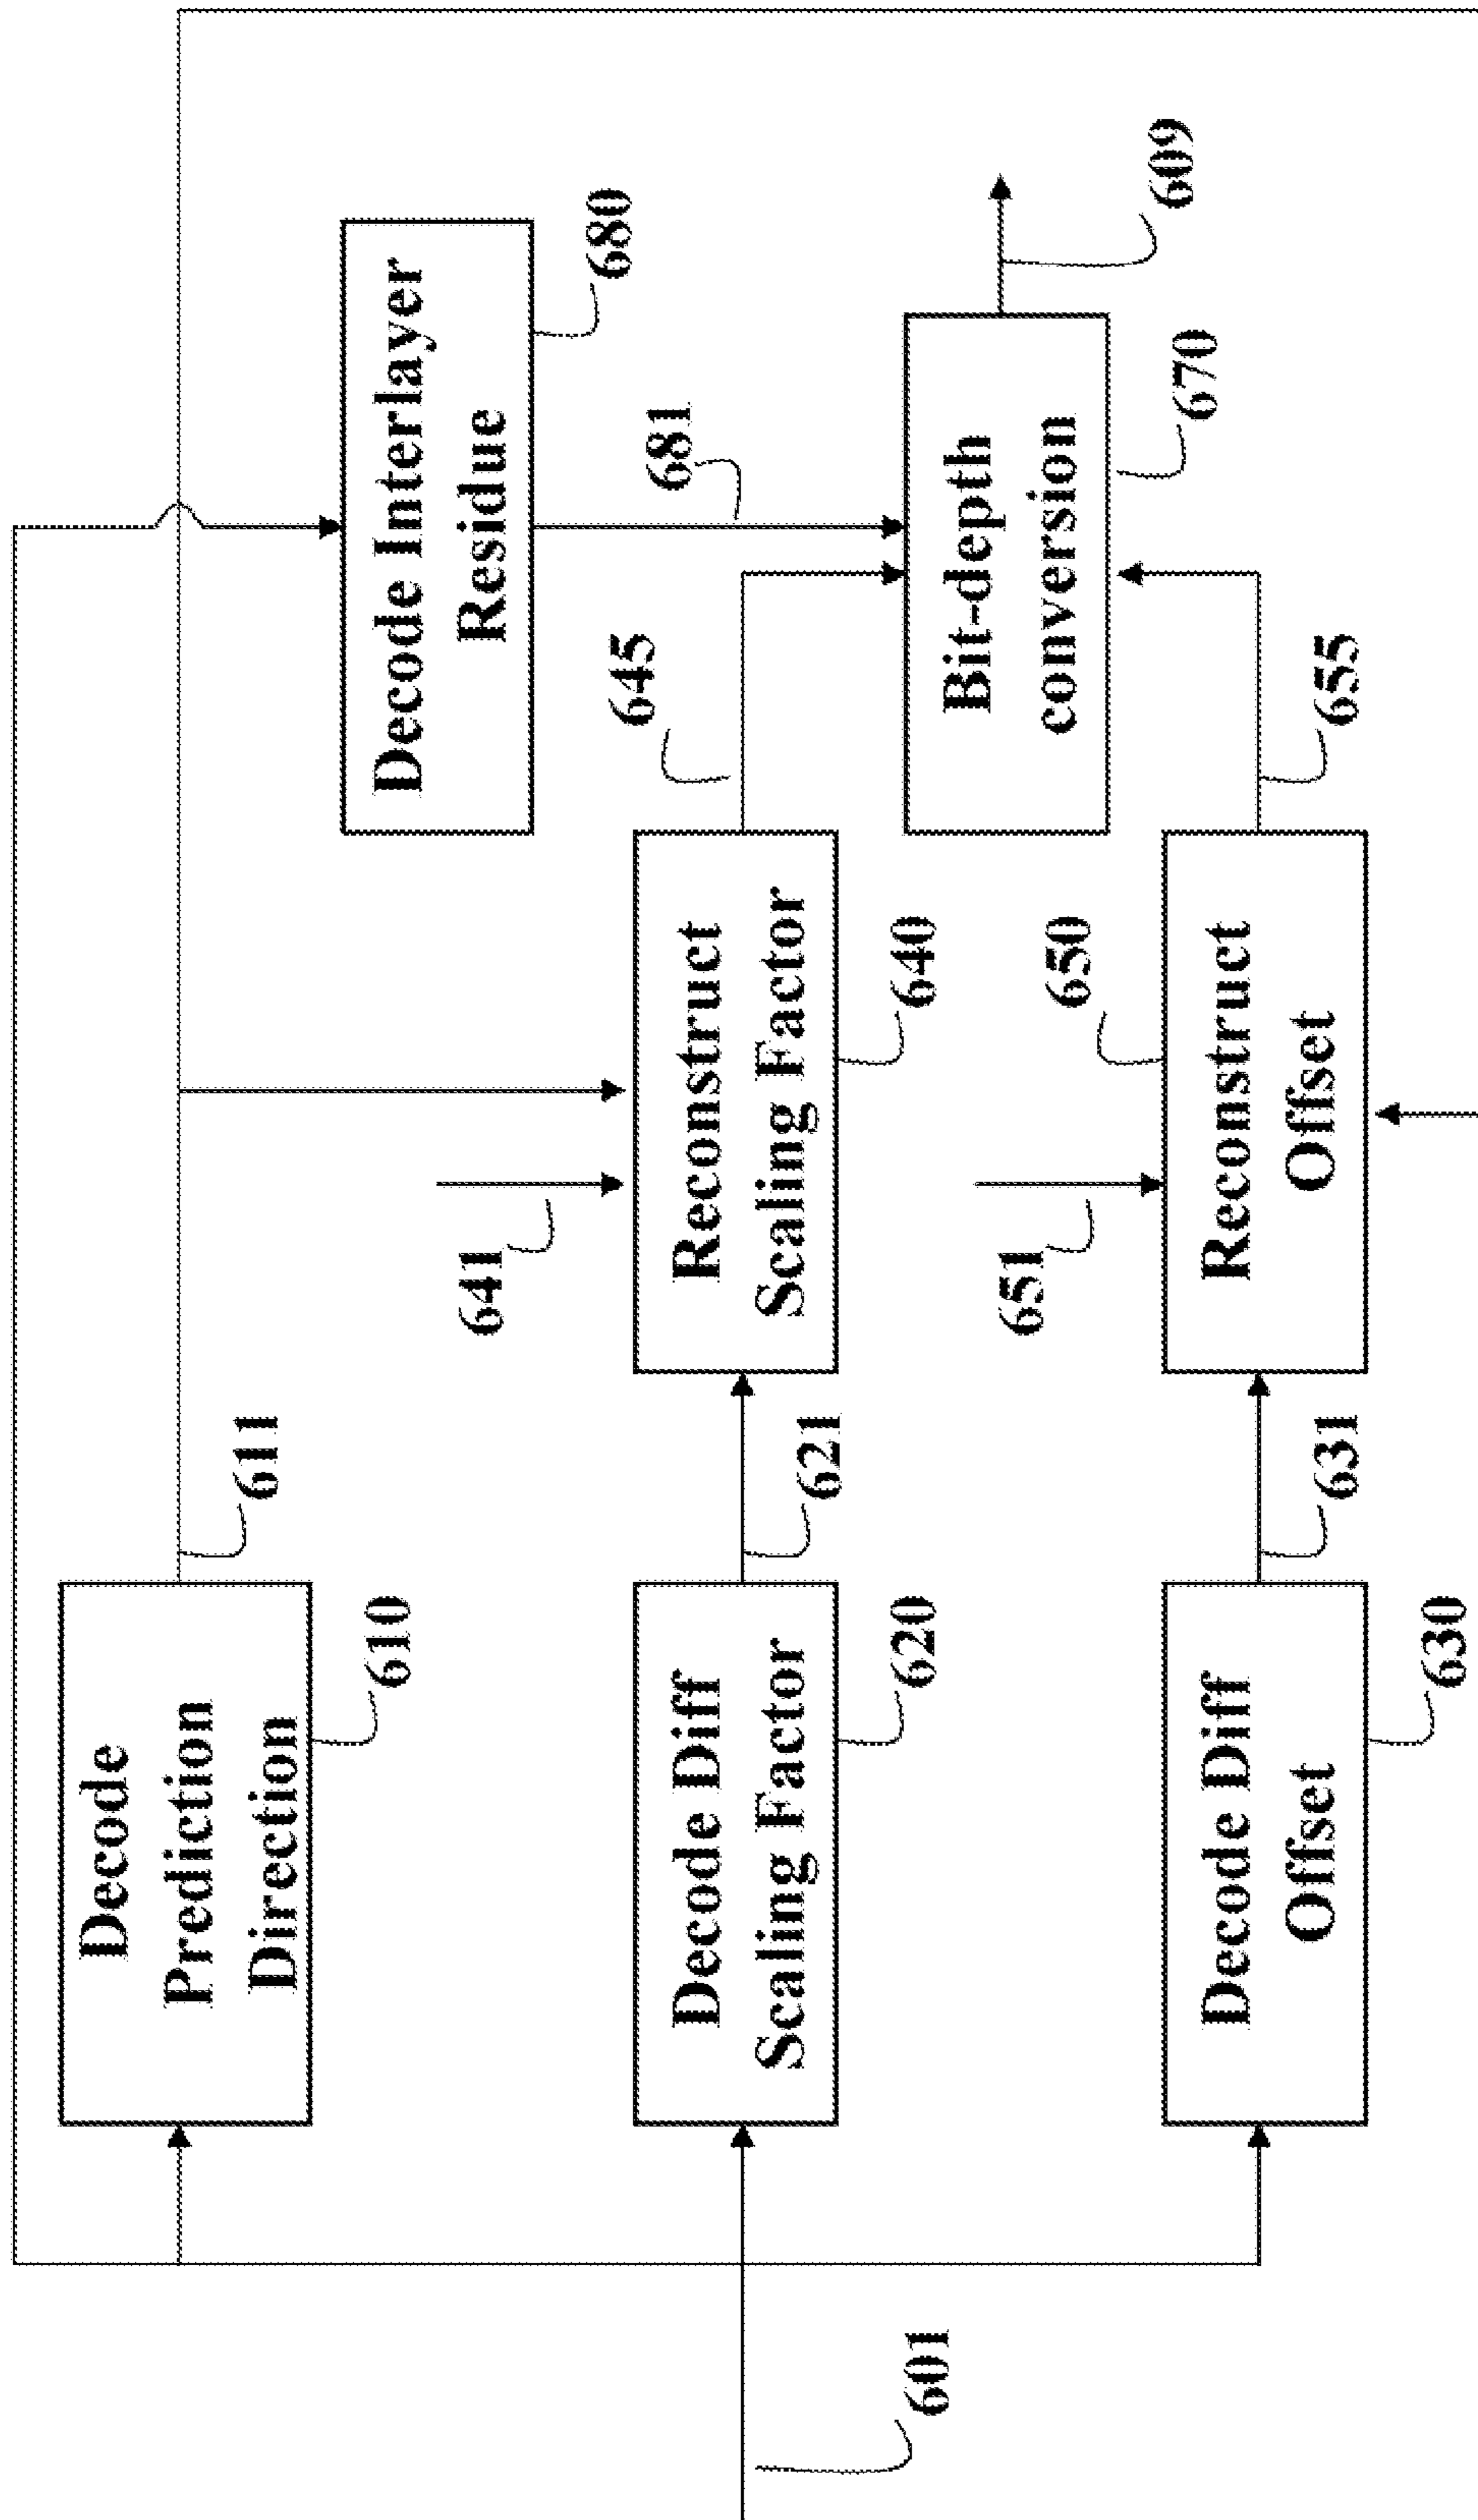 Decode
Prediction
Direction
610
611
Decode Interlayer
Residue
680
681
641
645
601
Decode Diff
Scaling Factor
620
621
Reconstruct
Scaling Factor
640
Bit-depth
conversion
670
609
651
650
Decode Diff
Offset
630
631
Reconstruct
Offset
655